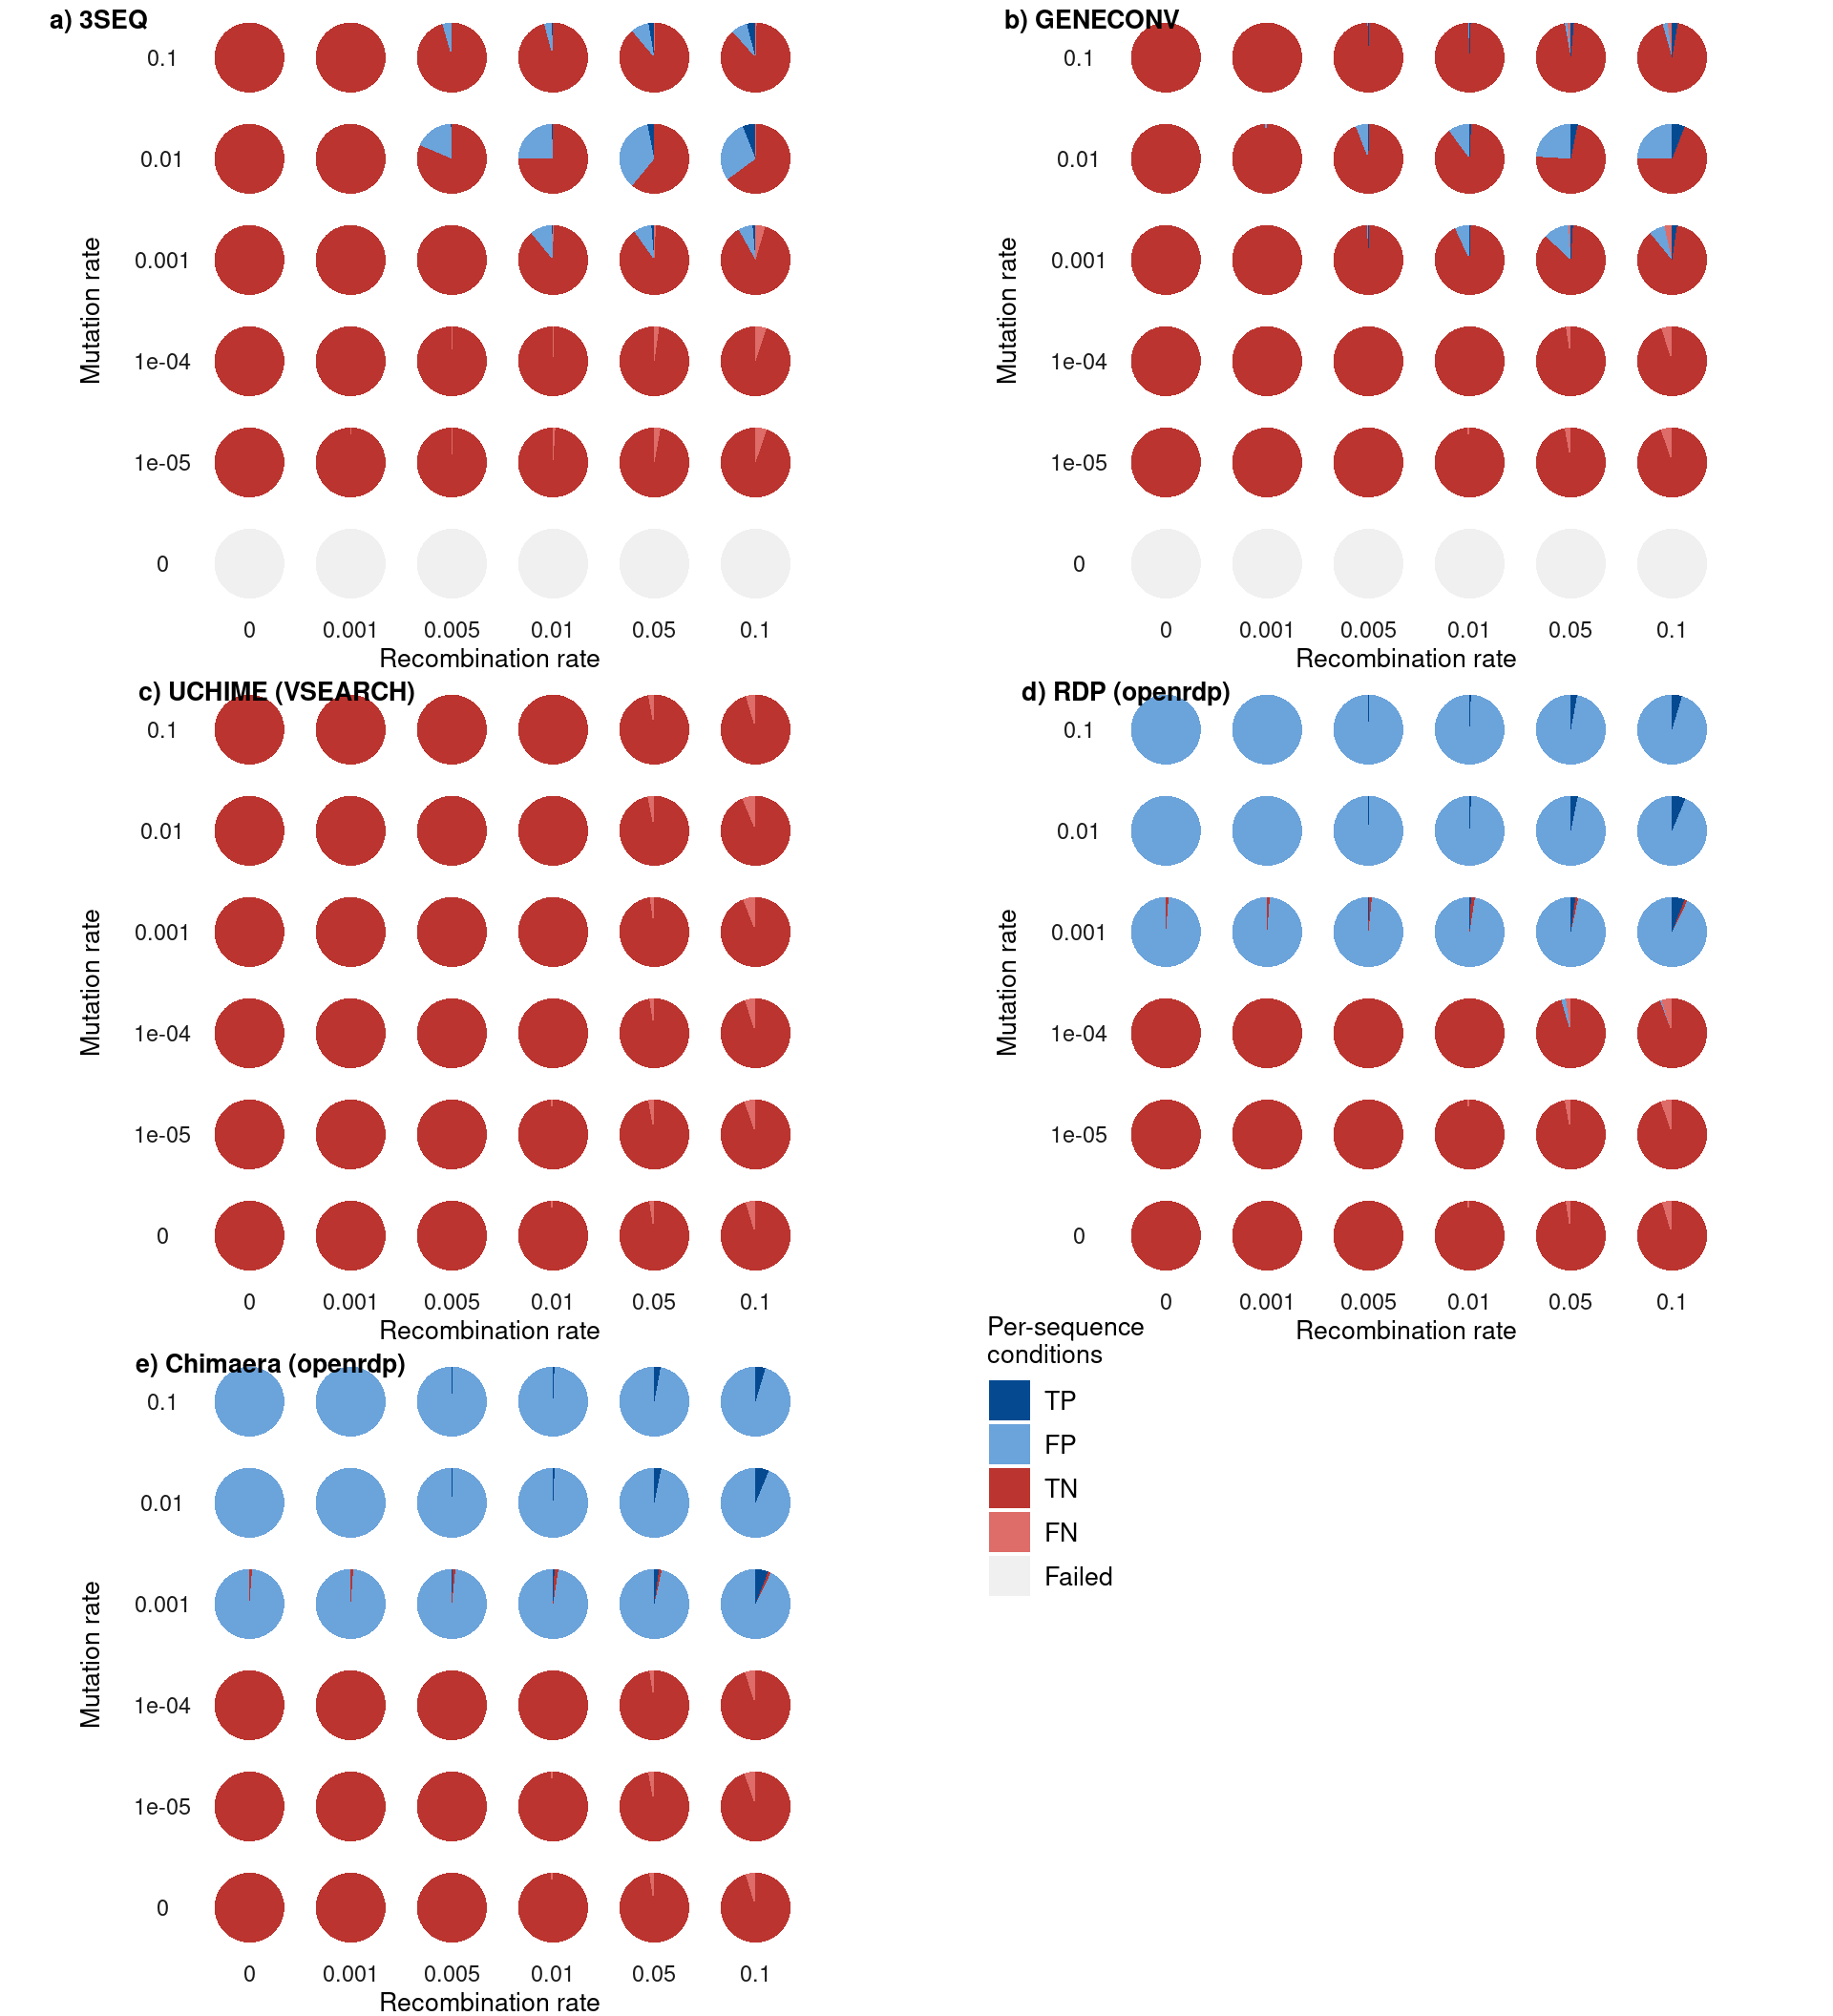 a) 3SEQ
0.1
0.01
0.001
1e-04
1e-05
0
Mutation rate
0 0.001 0.005 0.01 0.05 0.1
Recombination rate
b) GENECONV
0.1
0.01
0.001
1e-04
1e-05
0
Mutation rate
0 0.001 0.005 0.01 0.05 0.1
Recombination rate
c) UCHIME (VSEARCH)
0.1
0.01
0.001
1e-04
1e-05
0
Mutation rate
0 0.001 0.005 0.01 0.05 0.1
Recombination rate
d) RDP (openrdp)
0.1
0.01
0.001
1e-04
1e-05
0
Mutation rate
0 0.001 0.005 0.01 0.05 0.1
Recombination rate
e) Chimaera (openrdp)
0.1
0.01
0.001
1e-04
1e-05
0
Mutation rate
0 0.001 0.005 0.01 0.05 0.1
Recombination rate
Per-sequence
conditions
TP
FP
TN
FN
Failed